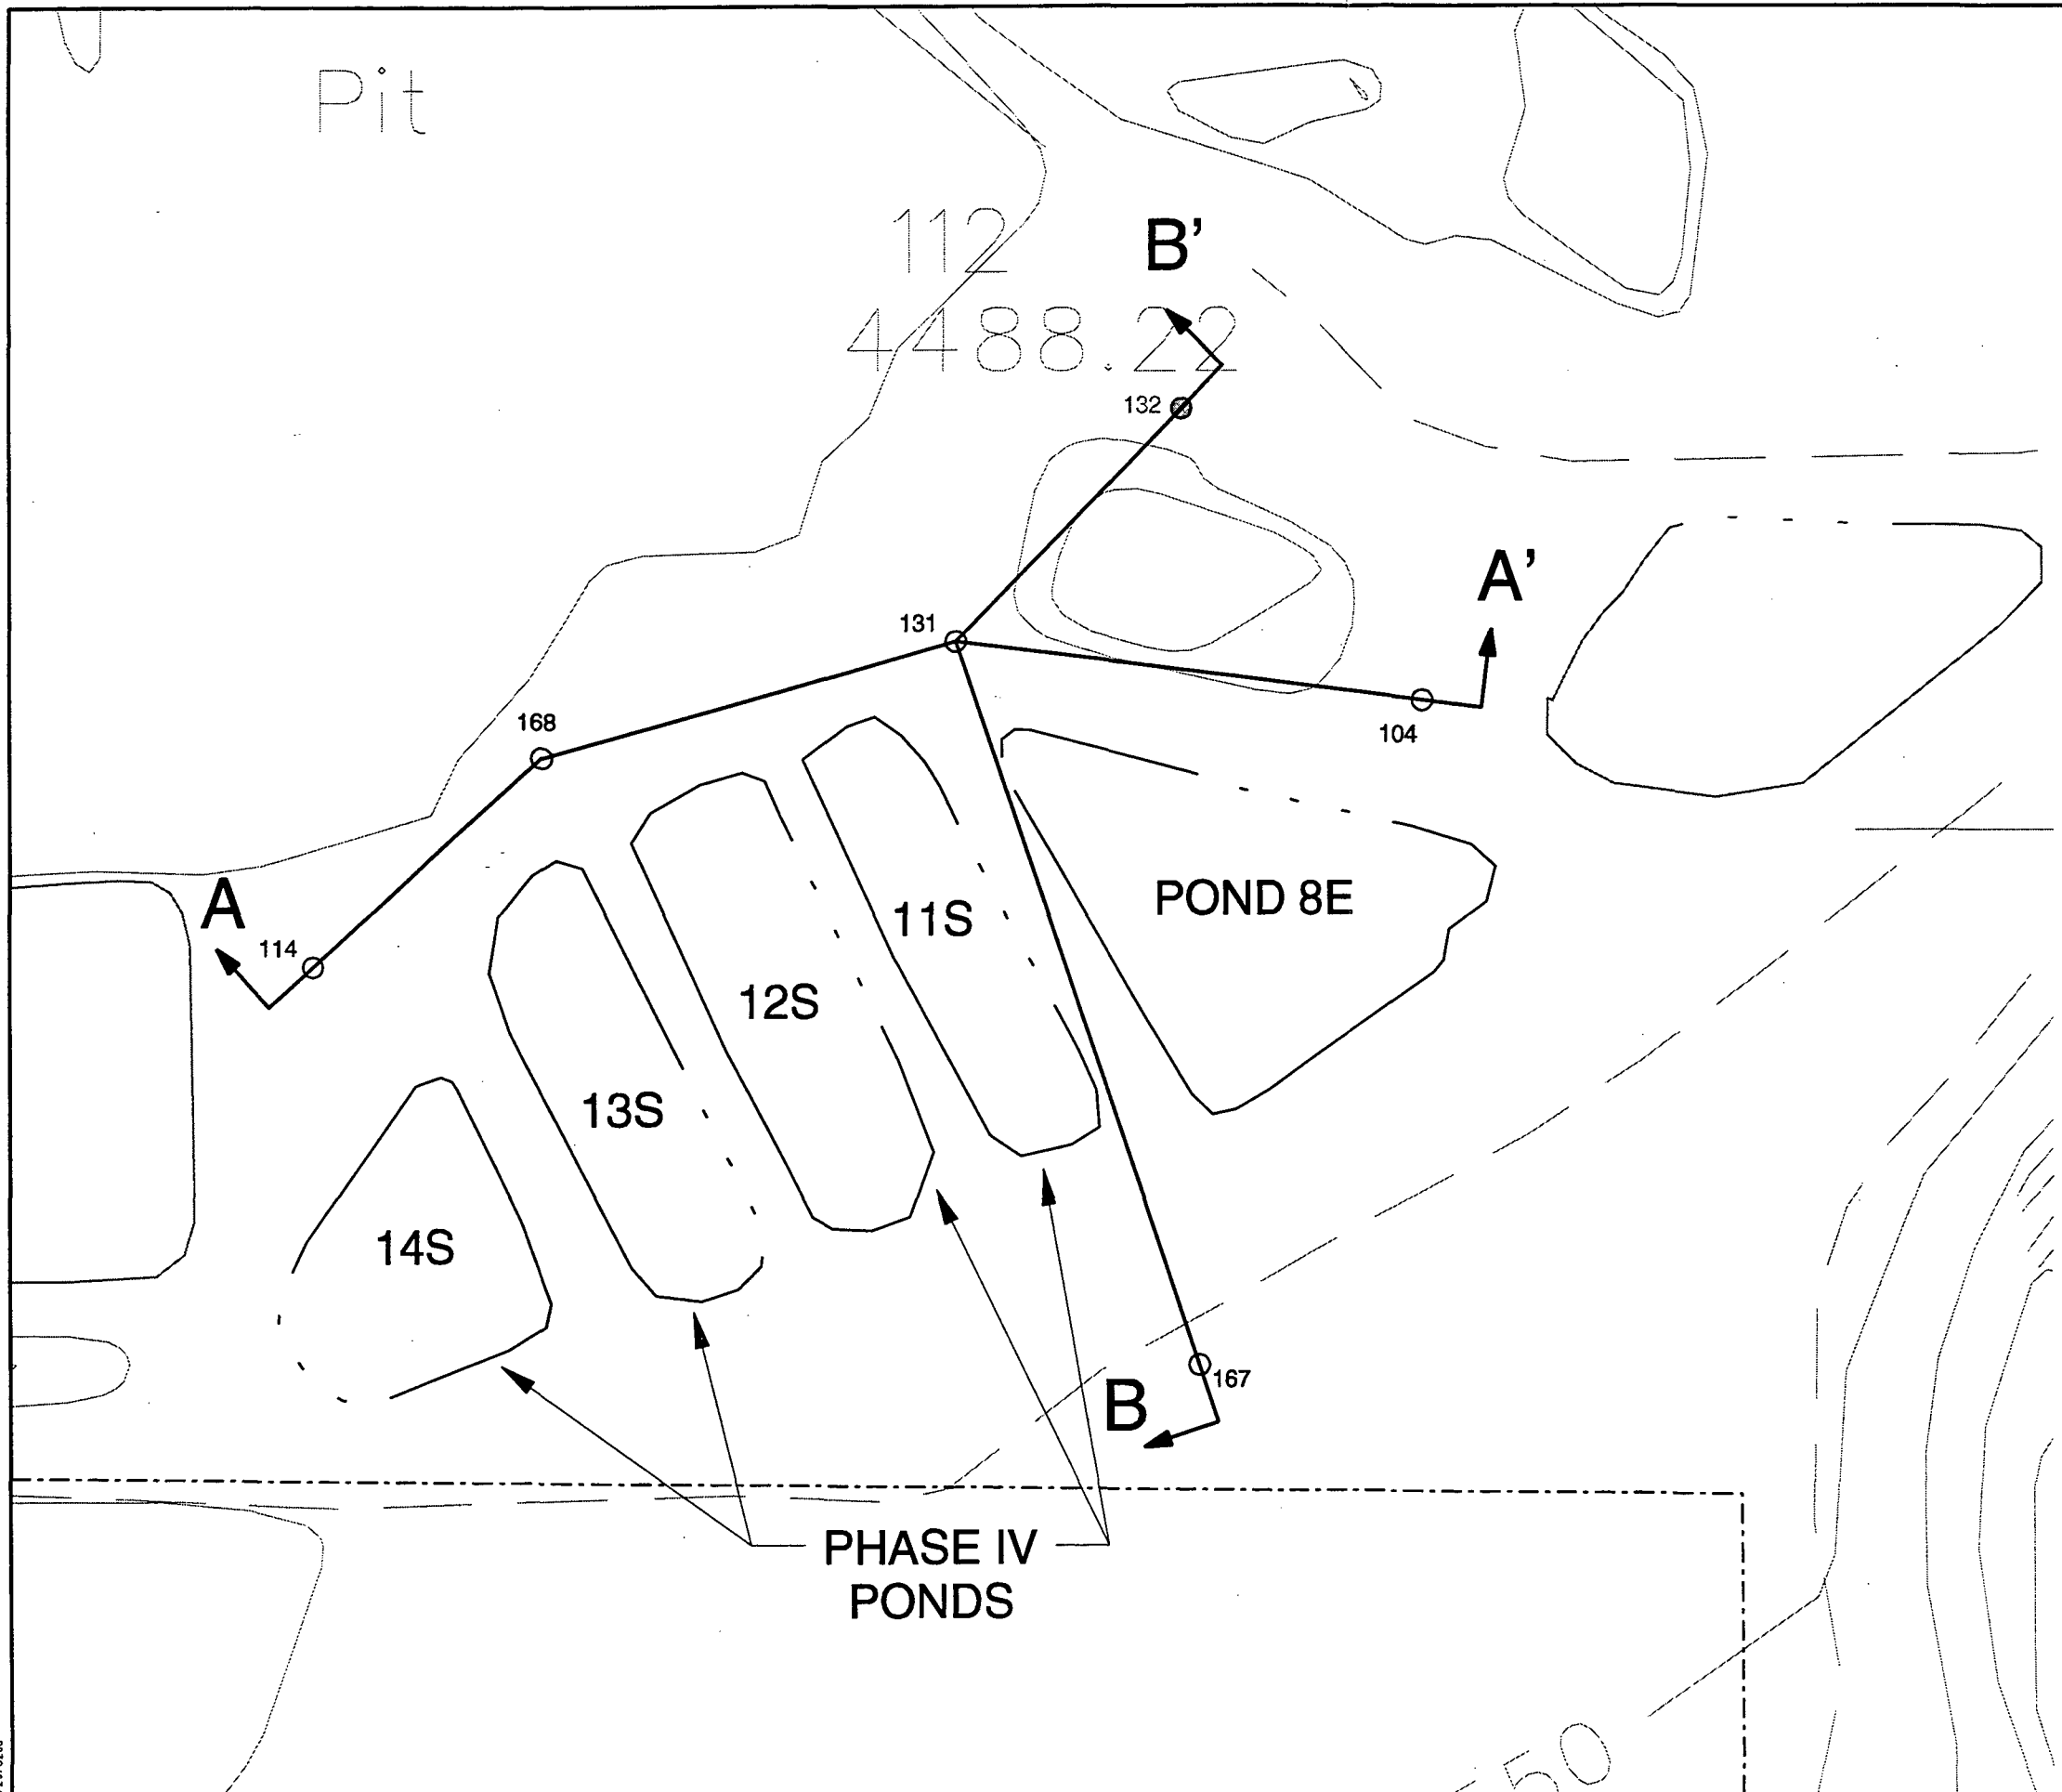 Pit
112
4488.22
B'
132
A'
131
168
104
A
114
POND 8E
11S
12S
13S
14S
167
B
PHASE IV
PONDS
50